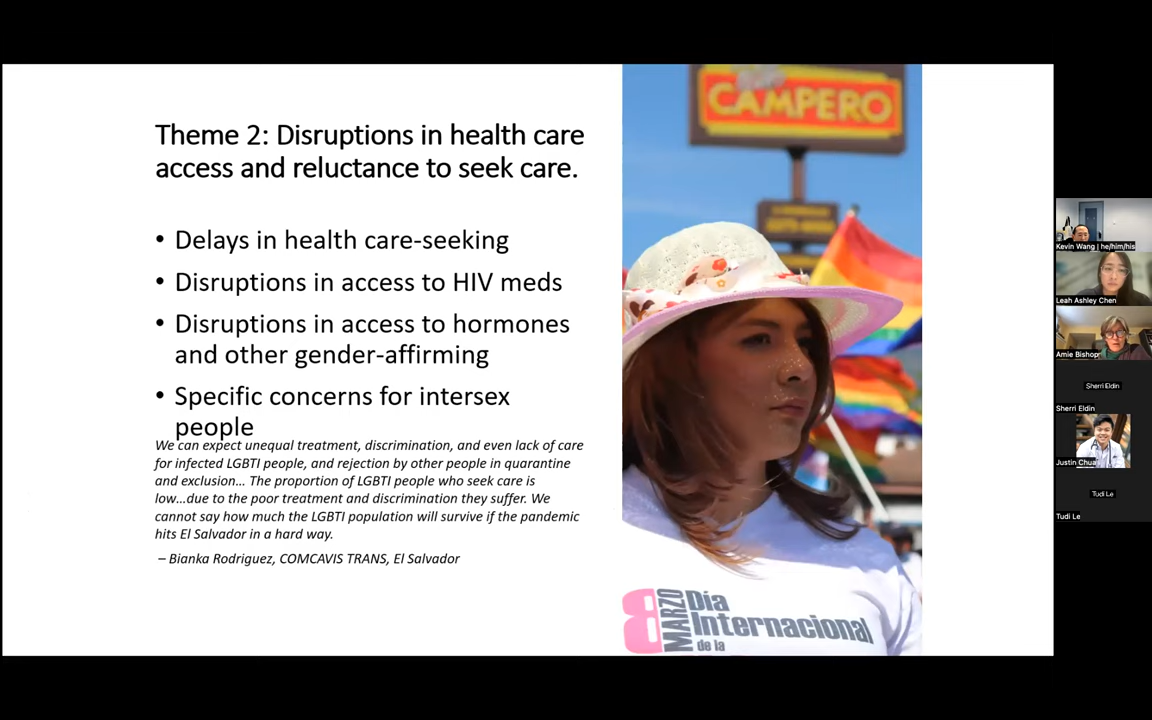 Theme 2: Disruptions in health care
access and reluctance to seek care.
• Delays in health care-seeking
• Disruptions in access to HIV meds
• Disruptions in access to hormones
and other gender-affirming
• Specific concerns for intersex
people
We can expect unequal treatment, discrimination, and even lack of care
for infected LGBTI people, and rejection by other people in quarantine
and exclusion... The proportion of LGBTI people who seek care is
low...due to the poor treatment and discrimination they suffer. We
cannot say how much the LGBTI population will survive if the pandemic
hits El Salvador in a hard way.
– Bianka Rodriguez, COMCAVIS TRANS, El Salvador
CAMPERO
8
MARZO
Día
Internacional
de la
Kevin Wang | he/him/his
Leah Ashley Chen
Amie Bishop
Sherri Eldin
Sherri Eldin
Justin Chua
Tudi Le
Tudi Le